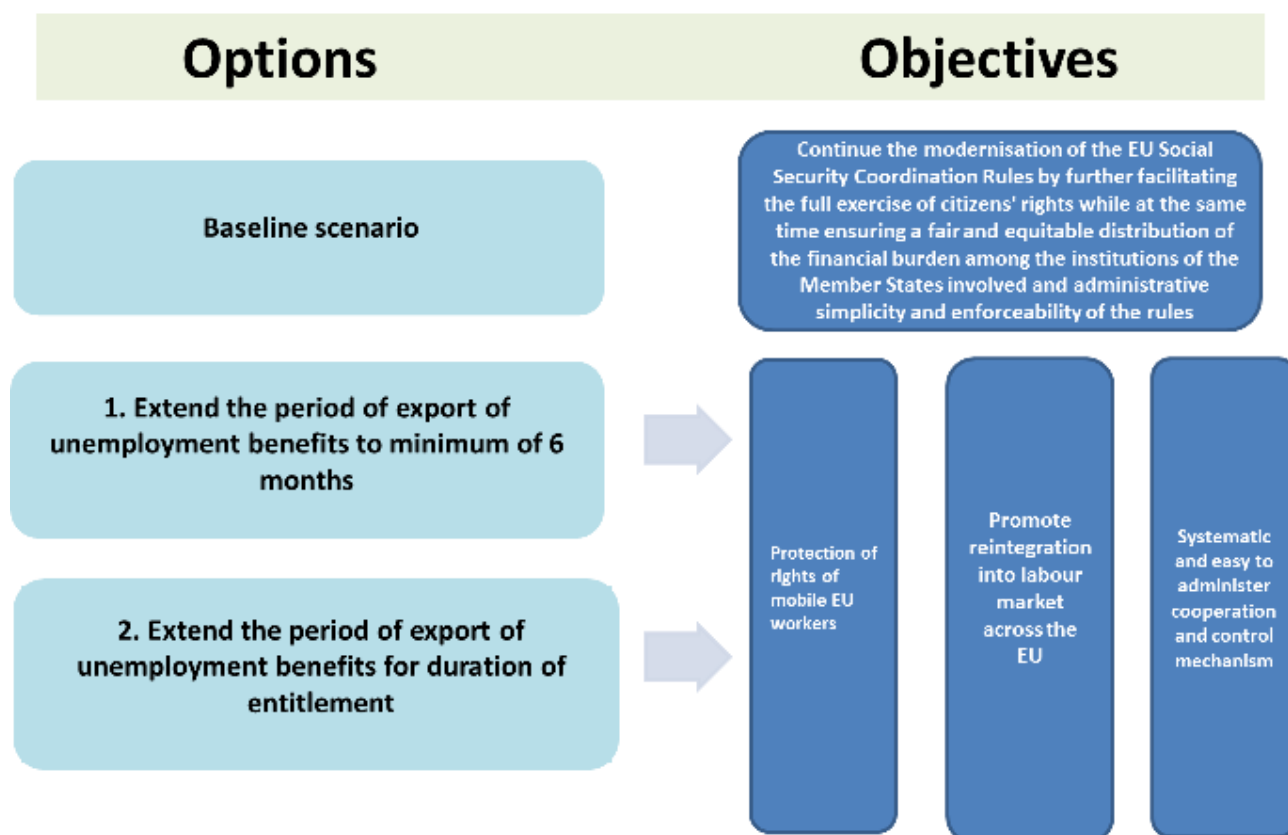 Options
Objectives
Baseline scenario
Continue the modernisation of the EU Social
Security Coordination Rules by further facilitating
the full exercise of citizens' rights while at the same
time ensuring a fair and equitable distribution of
the financial burden among the institutions of the
Member States involved and administrative
simplicity and enforceability of the rules
1. Extend the period of export of
unemployment benefits to minimum of 6
months
2. Extend the period of export of
unemployment benefits for duration of
entitlement
Protection of
rights of
mobile EU
workers
Promote
reintegration
into labour
market
across the
EU
Systematic
and easy to
administer
cooperation
and control
mechanism